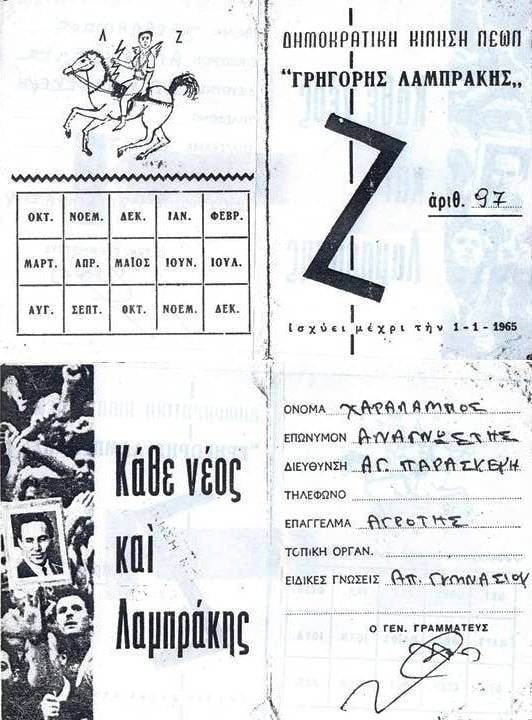 Λ Ζ
ΟΚΤ. ΝΟΕΜ. ΔΕΚ. ΙΑΝ. ΦΕΒΡ.
ΜΑΡΤ. ΑΠΡ. ΜΑΪΟΣ ΙΟΥΝ. ΙΟΥΛ.
ΑΥΓ. ΣΕΠΤ. ΟΚΤ. ΝΟΕΜ. ΔΕΚ.
ΔΗΜΟΚΡΑΤΙΚΗ ΚΙΝΗΣΗ ΝΕΩΝ
"ΓΡΗΓΟΡΗΣ ΛΑΜΠΡΑΚΗΣ„
Ζ
ἀριθ. 97
Ἰσχύει μέχρι τὴν 1-1-1965
Κάθε νέος
καὶ
Λαμπράκης
ΟΝΟΜΑ ΧΑΡΑΛΑΜΠΟΣ
ΕΠΩΝΥΜΟΝ ΑΝΑΓΝΩΣΤΗΣ
ΔΙΕΥΘΥΝΣΗ ΑΓ. ΠΑΡΑΣΚΕΥΗ
ΤΗΛΕΦΩΝΟ
ΕΠΑΓΓΕΛΜΑ ΑΓΡΟΤΗΣ
ΤΟΠΙΚΗ ΟΡΓΑΝ.
ΕΙΔΙΚΕΣ ΓΝΩΣΕΙΣ ΑΠ. ΓΥΜΝΑΣΙΟΥ
Ο ΓΕΝ. ΓΡΑΜΜΑΤΕΥΣ